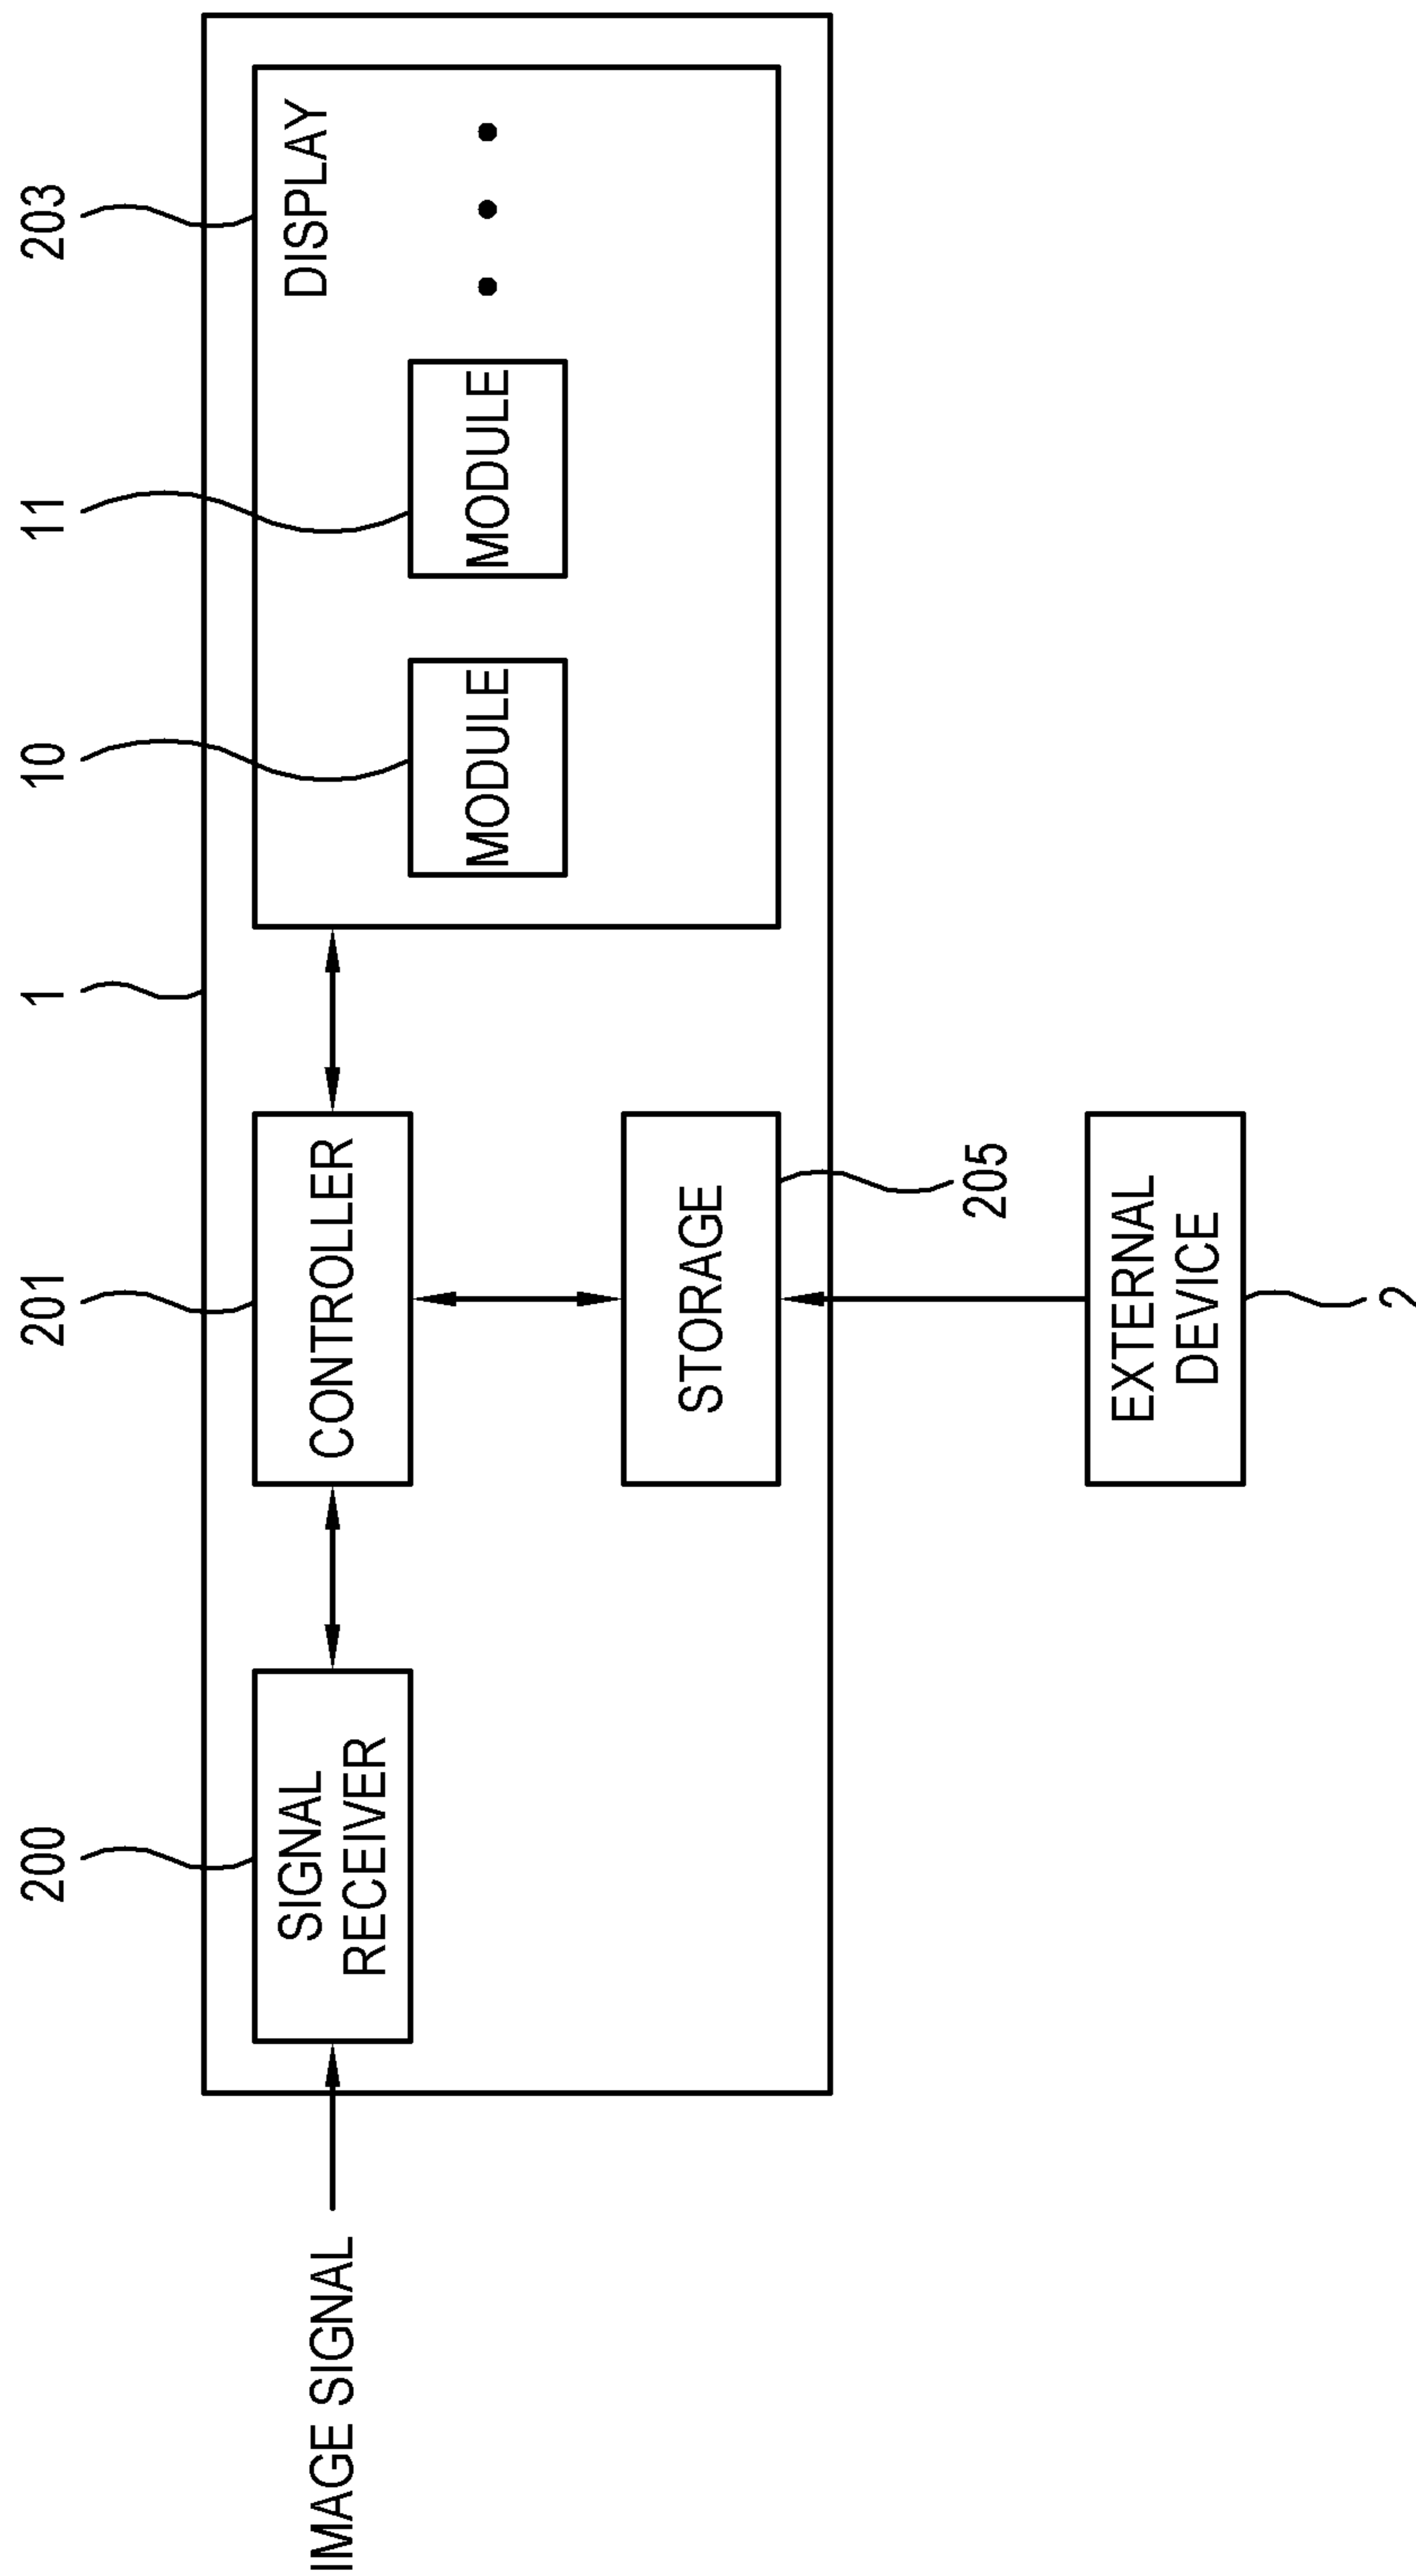 200
201
1
10
11
203
IMAGE SIGNAL
SIGNAL
RECEIVER
CONTROLLER
DISPLAY
MODULE
MODULE
STORAGE
205
EXTERNAL
DEVICE
2